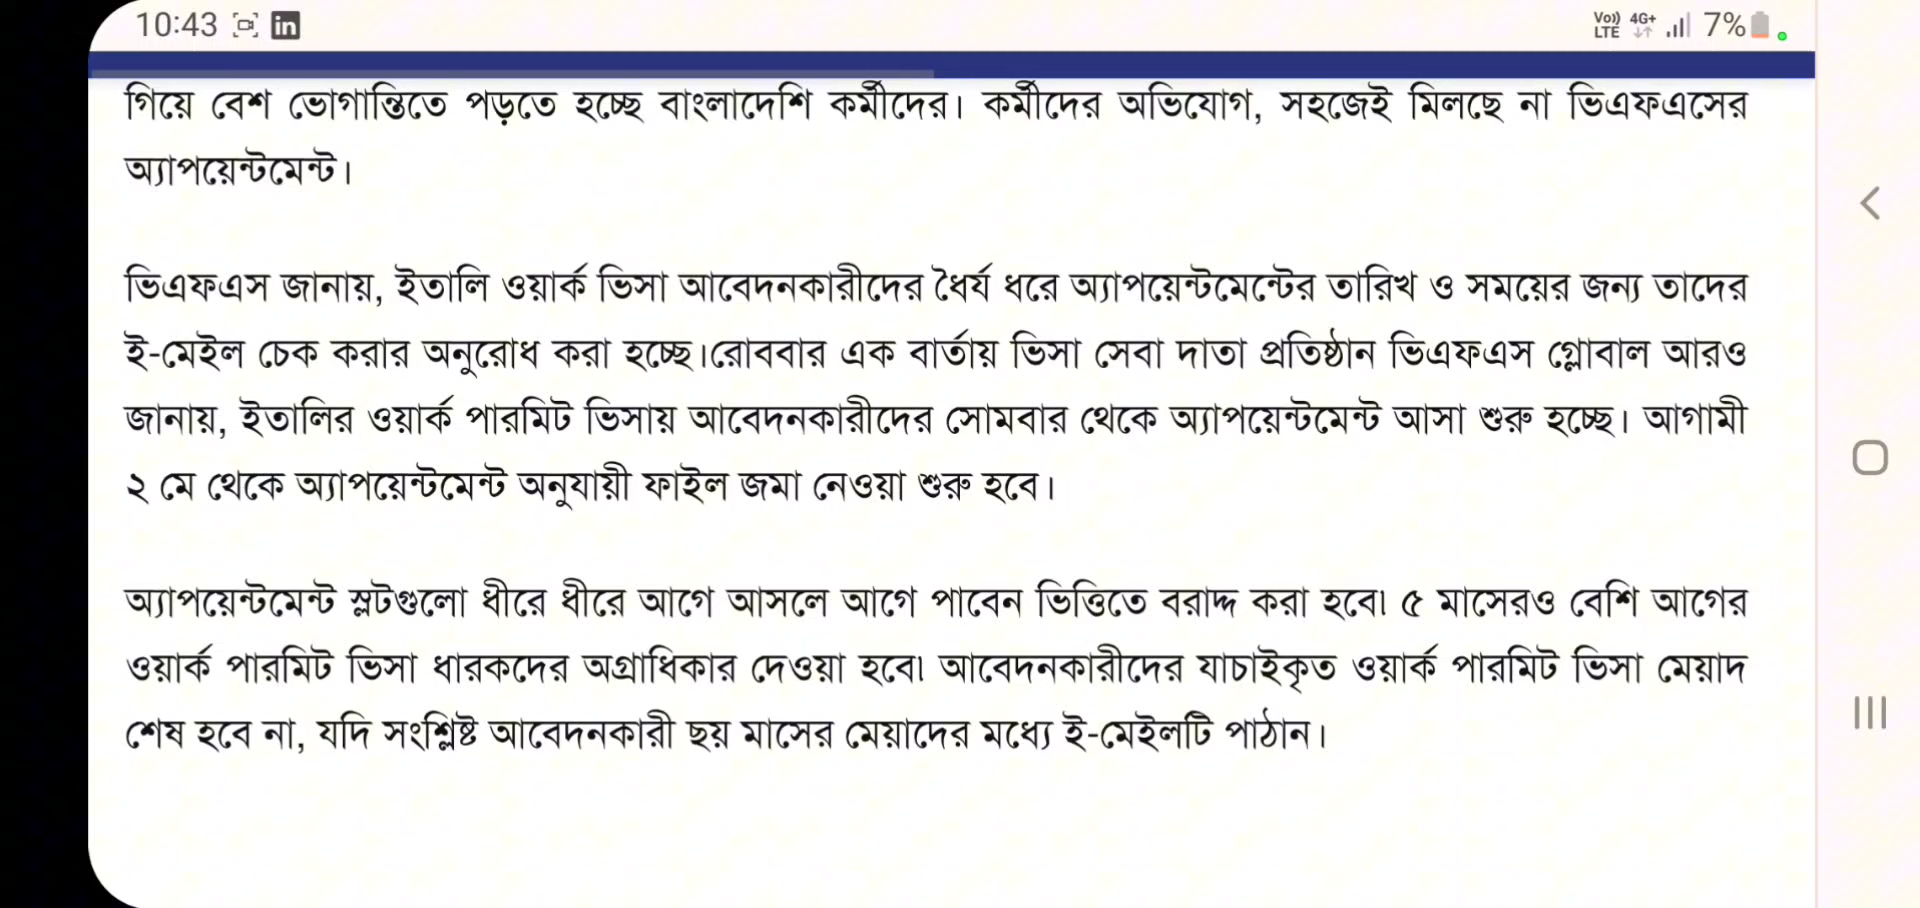 10:43 in Vo) LTE 4G+ 7%
গিয়ে বেশ ভোগান্তিতে পড়তে হচ্ছে বাংলাদেশি কর্মীদের। কর্মীদের অভিযোগ, সহজেই মিলছে না ভিএফএসের
অ্যাপয়েন্টমেন্ট।
ভিএফএস জানায়, ইতালি ওয়ার্ক ভিসা আবেদনকারীদের ধৈর্য ধরে অ্যাপয়েন্টমেন্টের তারিখ ও সময়ের জন্য তাদের
ই-মেইল চেক করার অনুরোধ করা হচ্ছে।রোববার এক বার্তায় ভিসা সেবা দাতা প্রতিষ্ঠান ভিএফএস গ্লোবাল আরও
জানায়, ইতালির ওয়ার্ক পারমিট ভিসায় আবেদনকারীদের সোমবার থেকে অ্যাপয়েন্টমেন্ট আসা শুরু হচ্ছে। আগামী
২ মে থেকে অ্যাপয়েন্টমেন্ট অনুযায়ী ফাইল জমা নেওয়া শুরু হবে।
অ্যাপয়েন্টমেন্ট স্লটগুলো ধীরে ধীরে আগে আসলে আগে পাবেন ভিত্তিতে বরাদ্দ করা হবে৷ ৫ মাসেরও বেশি আগের
ওয়ার্ক পারমিট ভিসা ধারকদের অগ্রাধিকার দেওয়া হবে৷ আবেদনকারীদের যাচাইকৃত ওয়ার্ক পারমিট ভিসা মেয়াদ
শেষ হবে না, যদি সংশ্লিষ্ট আবেদনকারী ছয় মাসের মেয়াদের মধ্যে ই-মেইলটি পাঠান।